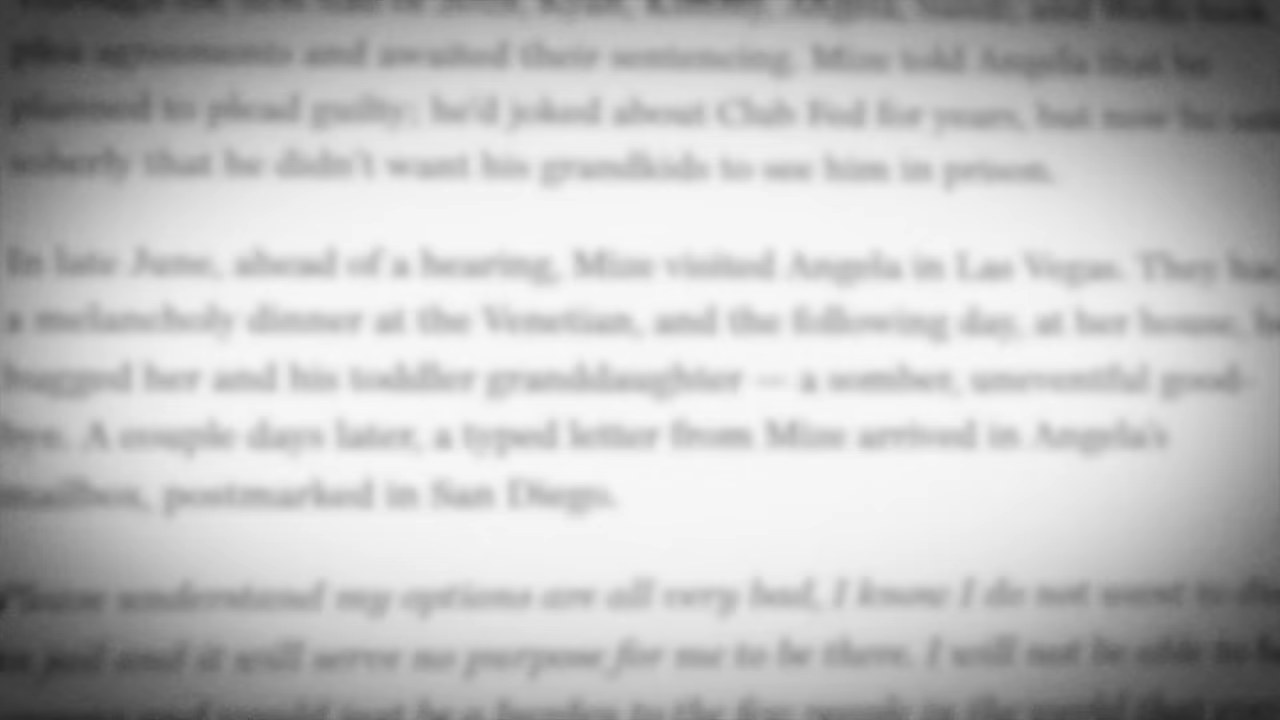 plea agreements and awaited their sentencing. Mize told Angela that he
planned to plead guilty; he'd joked about Club Fed for years, but now he said
soberly that he didn't want his grandkids to see him in prison.
In late June, ahead of a hearing, Mize visited Angela in Las Vegas. They had
a melancholy dinner at the Venetian, and the following day, at her house, he
hugged her and his toddler granddaughter — a somber, uneventful good-
bye. A couple days later, a typed letter from Mize arrived in Angela's
mailbox, postmarked in San Diego.
Please understand my options are all very bad, I know I do not want to die
in jail and it will serve no purpose for me to be there. I will not be able to